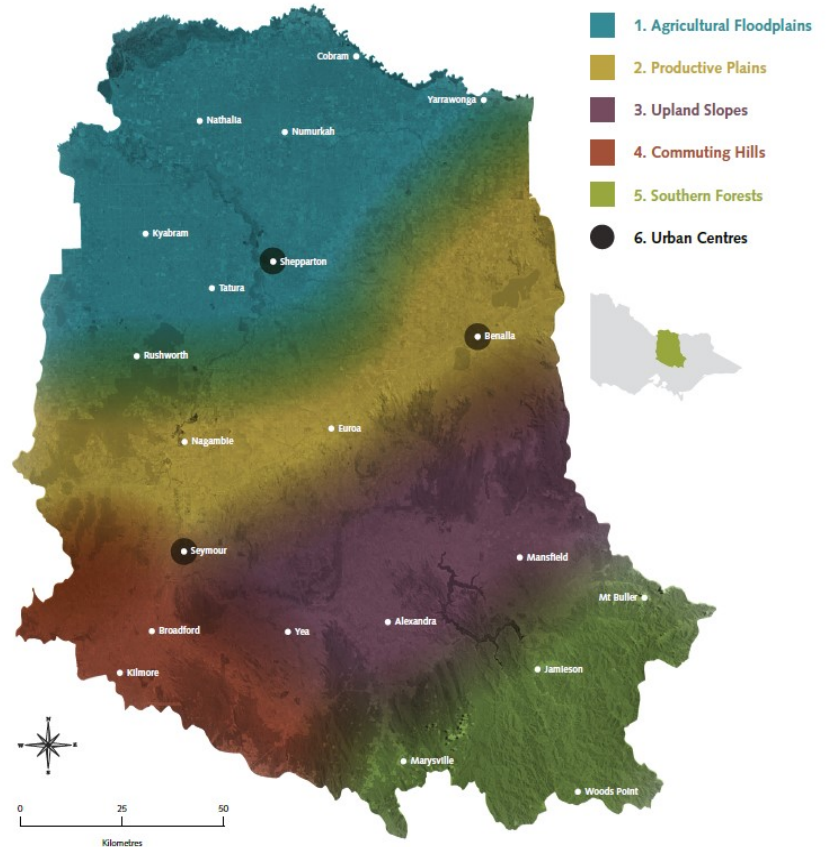 Cobram
Yarrawonga
Nathalia
Numurkah
Kyabram
Shepparton
Tatura
Benalla
Rushworth
Euroa
Nagambie
Seymour
Mansfield
Mt Buller
Alexandra
Broadford
Yea
Jamieson
Kilmore
Marysville
Woods Point
1. Agricultural Floodplains
2. Productive Plains
3. Upland Slopes
4. Commuting Hills
5. Southern Forests
6. Urban Centres
N
W E
S
0 25 50
Kilometres